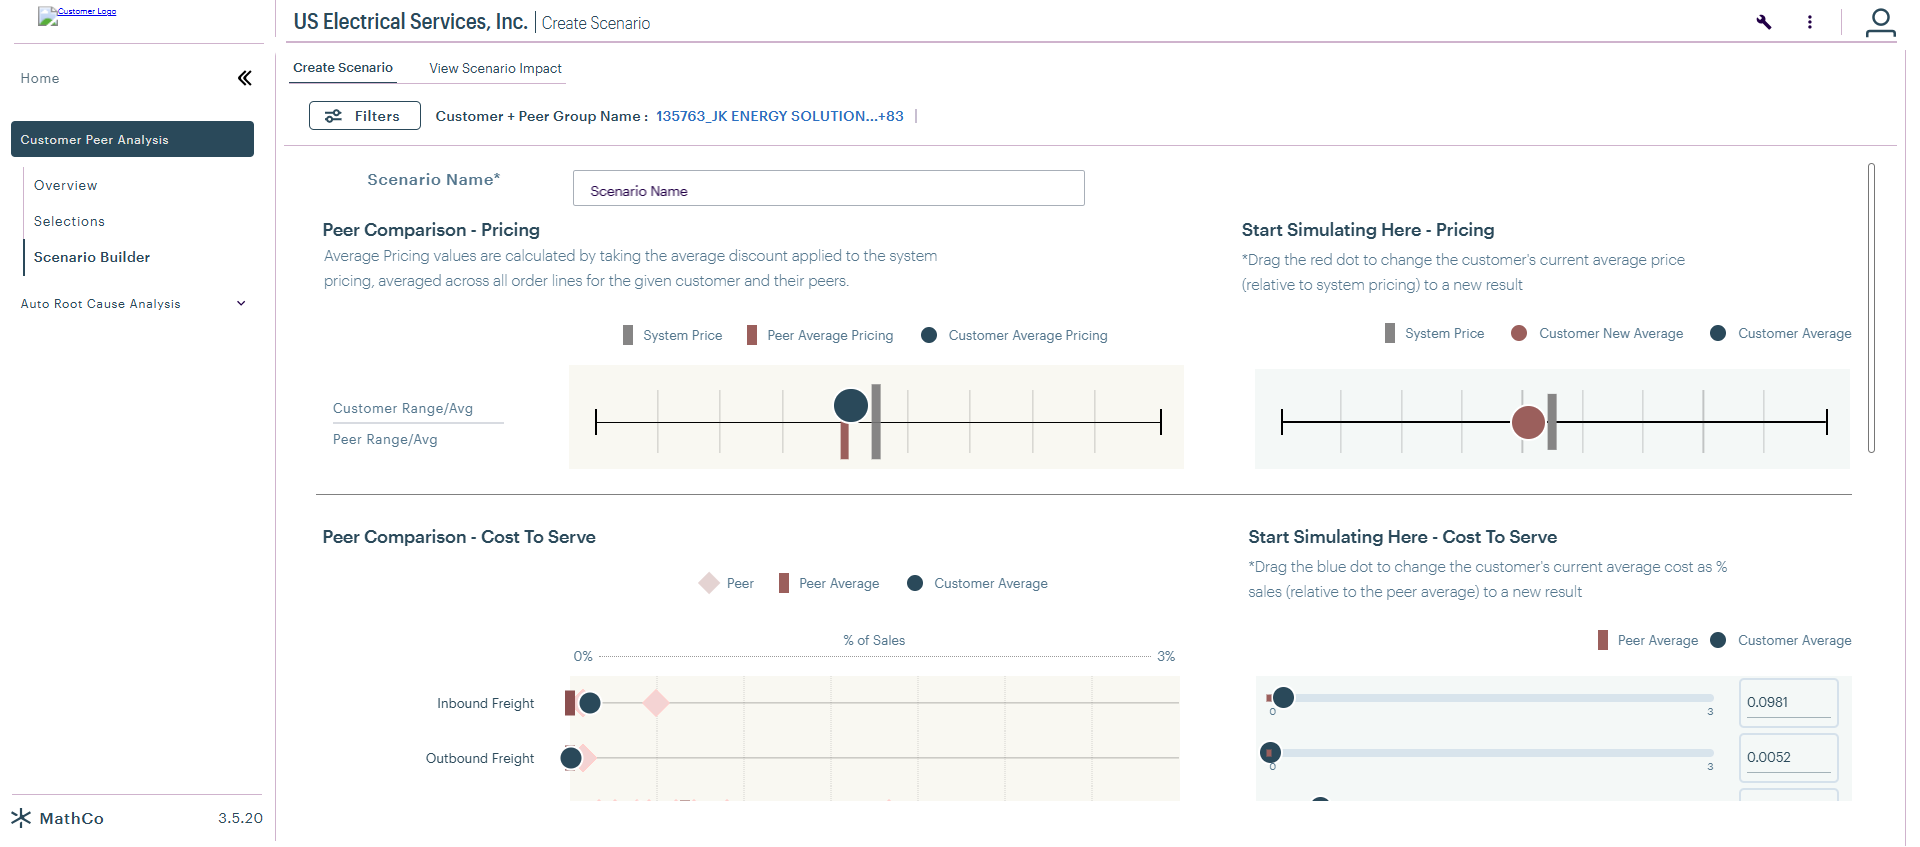 Customer Logo
US Electrical Services, Inc. | Create Scenario
Home
Customer Peer Analysis
Overview
Selections
Scenario Builder
Auto Root Cause Analysis
MathCo
3.5.20
Create Scenario
View Scenario Impact
Filters
Customer + Peer Group Name : 135763_JK ENERGY SOLUTION...+83
Scenario Name*
Scenario Name
Peer Comparison - Pricing
Average Pricing values are calculated by taking the average discount applied to the system
pricing, averaged across all order lines for the given customer and their peers.
System Price
Peer Average Pricing
Customer Average Pricing
Customer Range/Avg
Peer Range/Avg
Start Simulating Here - Pricing
*Drag the red dot to change the customer's current average price
(relative to system pricing) to a new result
System Price
Customer New Average
Customer Average
Peer Comparison - Cost To Serve
Peer
Peer Average
Customer Average
% of Sales
0%
3%
Inbound Freight
Outbound Freight
Start Simulating Here - Cost To Serve
*Drag the blue dot to change the customer's current average cost as %
sales (relative to the peer average) to a new result
Peer Average
Customer Average
0
3
0.0981
0
3
0.0052